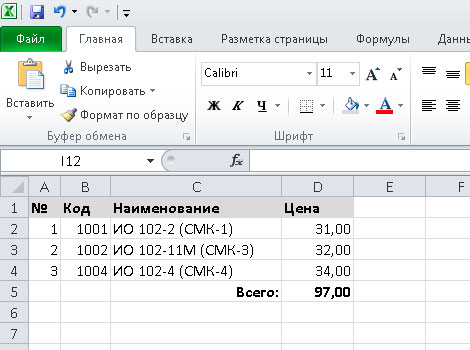 Файл Главная Вставка Разметка страницы Формулы Данны
Вставить
Вырезать
Копировать
Формат по образцу
Буфер обмена
Calibri 11 A A
Ж К Ч А
Шрифт
I12 fx
A B C D E F
1 № Код Наименование Цена
2 1 1001 ИО 102-2 (СМК-1) 31,00
3 2 1002 ИО 102-11М (СМК-3) 32,00
4 3 1004 ИО 102-4 (СМК-4) 34,00
5 Всего: 97,00
6
7